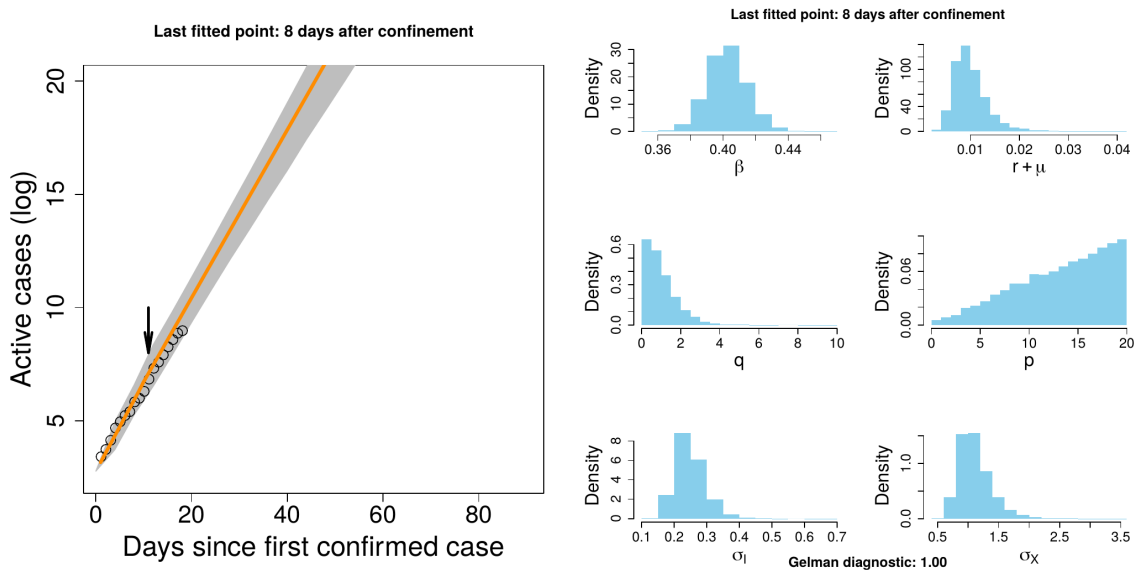 Last fitted point: 8 days after confinement
Active cases (log)
5 10 15 20
0 20 40 60 80
Days since first confirmed case
Last fitted point: 8 days after confinement
Density
0 10 20 30
0.36 0.40 0.44
β
Density
0 40 100
0.01 0.02 0.03 0.04
r + μ
Density
0.0 0.3 0.6
0 2 4 6 8 10
q
Density
0.00 0.06
0 5 10 15 20
p
Density
0 2 4 6 8
0.1 0.2 0.3 0.4 0.5 0.6 0.7
σI
Density
0.0 1.0
0.5 1.5 2.5 3.5
σX
Gelman diagnostic: 1.00